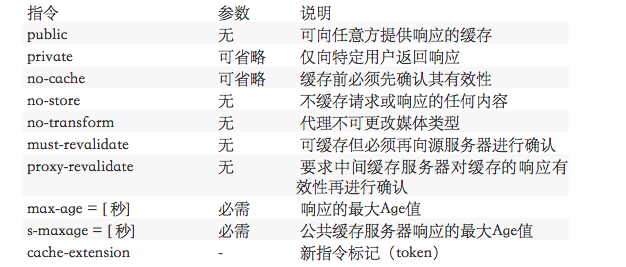 指令 参数 说明
public 无 可向任意方提供响应的缓存
private 可省略 仅向特定用户返回响应
no-cache 可省略 缓存前必须先确认其有效性
no-store 无 不缓存请求或响应的任何内容
no-transform 无 代理不可更改媒体类型
must-revalidate 无 可缓存但必须再向源服务器进行确认
proxy-revalidate 无 要求中间缓存服务器对缓存的响应有
效性再进行确认
max-age = [ 秒] 必需 响应的最大Age值
s-maxage = [ 秒] 必需 公共缓存服务器响应的最大Age值
cache-extension - 新指令标记（token）